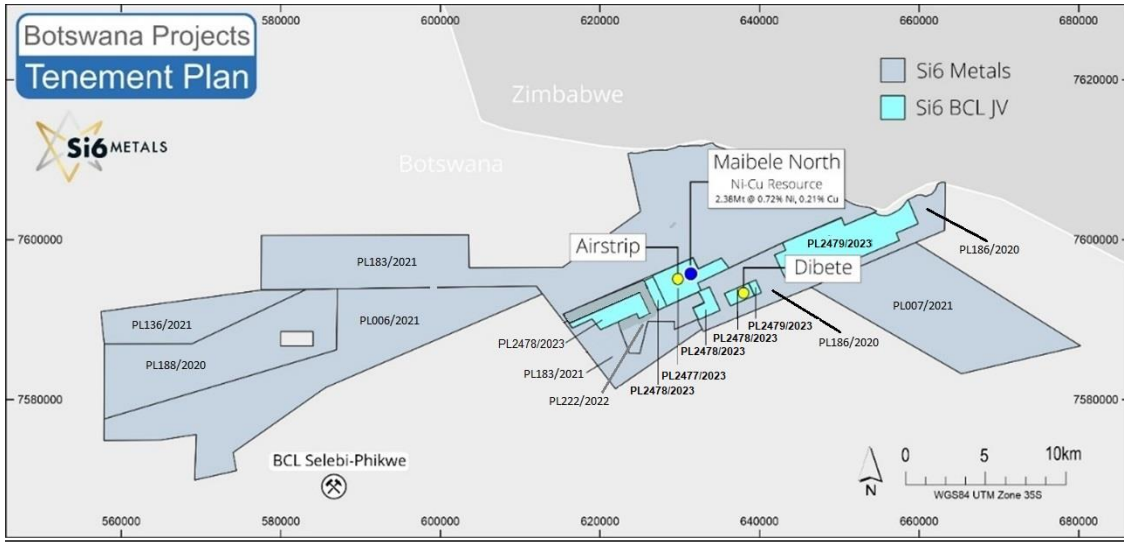 560000
580000
600000
620000
640000
660000
680000
Botswana Projects
Tenement Plan
Si6 METALS
Zimbabwe
Botswana
Si6 Metals
Si6 BCL JV
7620000
7620000
Maibele North
Ni-Cu Resource
2.38Mt @ 0.72% Ni, 0.21% Cu
7600000
7600000
Airstrip
PL2479/2023
PL186/2020
Dibete
PL183/2021
PL007/2021
PL136/2021
PL006/2021
PL188/2020
PL2478/2023
PL2478/2023
PL2479/2023
PL186/2020
PL2478/2023
PL183/2021
PL2477/2023
PL2478/2023
PL222/2022
7580000
7580000
BCL Selebi-Phikwe
N
0
5
10km
WGS84 UTM Zone 35S
560000
580000
600000
620000
640000
660000
680000